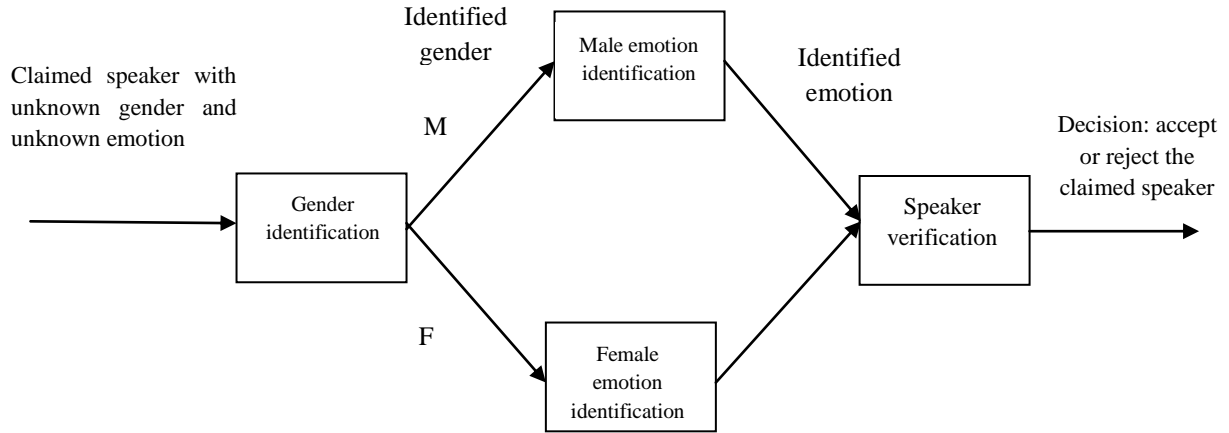 Claimed speaker with
unknown gender and
unknown emotion
Gender
identification
Identified
gender
M
F
Male emotion
identification
Female
emotion
identification
Identified
emotion
Speaker
verification
Decision: accept
or reject the
claimed speaker